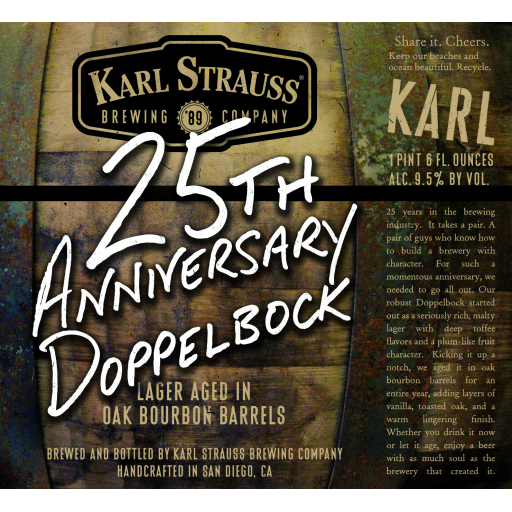 KARL STRAUSS®
BREWING '89 COMPANY
25TH
ANNIVERSARY
DOPPELBOCK
LAGER AGED IN
OAK BOURBON BARRELS
BREWED AND BOTTLED BY KARL STRAUSS BREWING COMPANY
HANDCRAFTED IN SAN DIEGO, CA
Share it. Cheers.
Keep our beaches and
ocean beautiful. Recycle.
KARL
1 PINT 6 FL. OUNCES
ALC. 9.5% BY VOL.
25 years in the brewing
industry. It takes a pair. A
pair of guys who know how
to build a brewery with
character. For such a
momentous anniversary, we
needed to go all out. Our
robust Doppelbock started
out as a seriously rich, malty
lager with deep toffee
flavors and a plum-like fruit
character. Kicking it up a
notch, we aged it in oak
bourbon barrels for an
entire year, adding layers of
vanilla, toasted oak, and a
warm lingering finish.
Whether you drink it now
or let it age, enjoy a beer
with as much soul as the
brewery that created it.